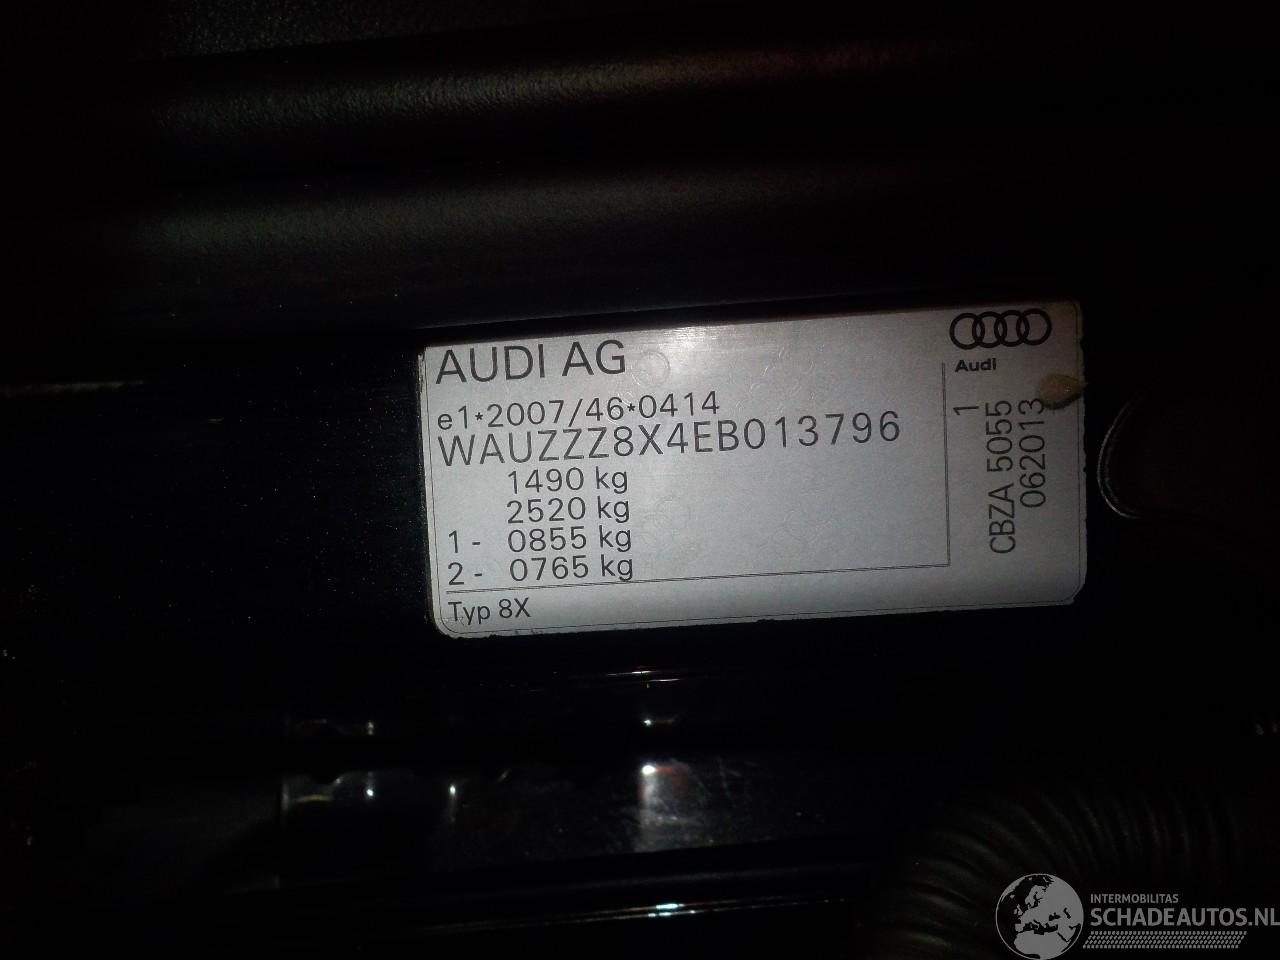 AUDI AG
e1*2007/46*0414
WAUZZZ8X4EB013796
1490 kg
2520 kg
1 - 0855 kg
2 - 0765 kg
Typ 8X
Audi
1
CBZA 5055
062013
INTERMOBILITAS
SCHADEAUTOS.NL